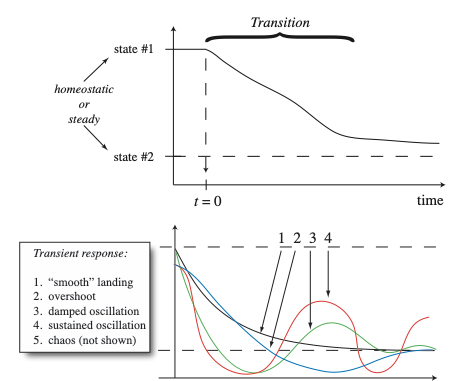 Transition
state #1
homeostatic
or
steady
state #2
t = 0
time
1 2 3 4
Transient response:
1. “smooth” landing
2. overshoot
3. damped oscillation
4. sustained oscillation
5. chaos (not shown)